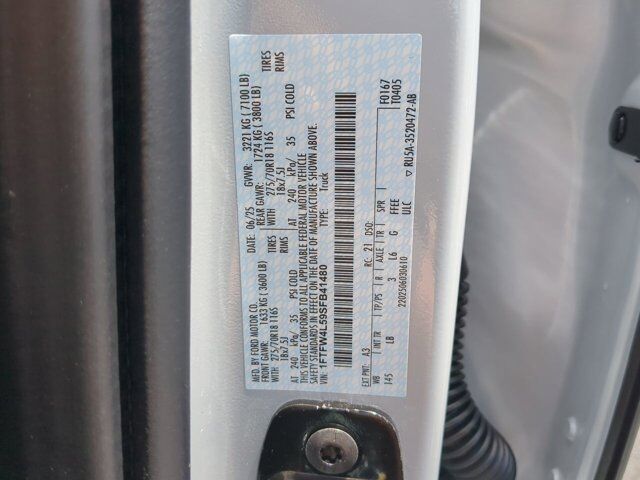 MFD. BY FORD MOTOR CO.
DATE: 06/25 GVWR: 3221 KG ( 7100 LB)
FRONT GAWR: 1633 KG ( 3600 LB) REAR GAWR: 1724 KG ( 3800 LB)
WITH 275/70R18 116S TIRES WITH 275/70R18 116S TIRES
18x7.5J RIMS 18x7.5J RIMS
AT 240 kPa/ 35 PSI COLD AT 240 kPa/ 35 PSI COLD
THIS VEHICLE CONFORMS TO ALL APPLICABLE FEDERAL MOTOR VEHICLE
SAFETY STANDARDS IN EFFECT ON THE DATE OF MANUFACTURE SHOWN ABOVE.
VIN: 1FTFW4L59SFB41480 TYPE: Truck
F0167
T0405
EXT PNT: A3 RC: 21 DSO:
WB INT TR TP/PS R AXLE TR SPR
145 LB 3 L6 G FFEE
ULC
2202506030610
▽ RU5A-3520472-AB